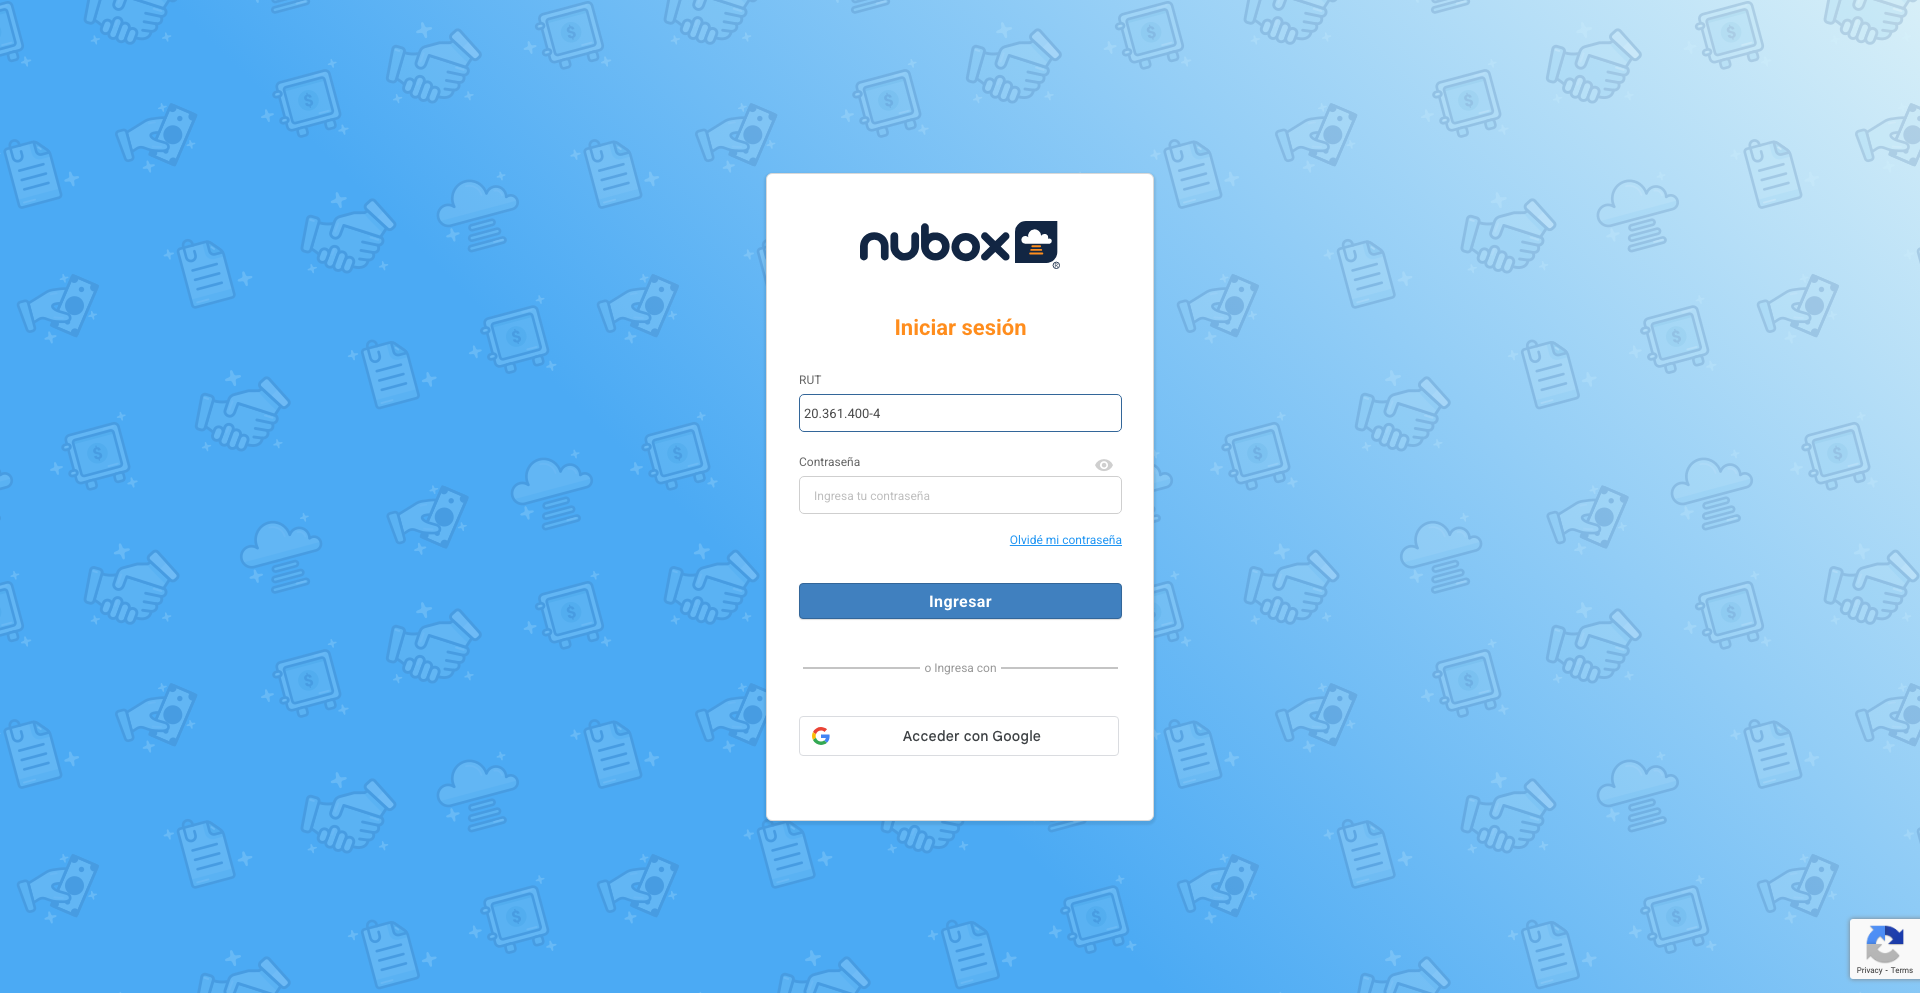 nubox
®
Iniciar sesión
RUT
20.361.400-4
Contraseña
Ingresa tu contraseña
Olvidé mi contraseña
Ingresar
o Ingresa con
Acceder con Google
Privacy - Terms